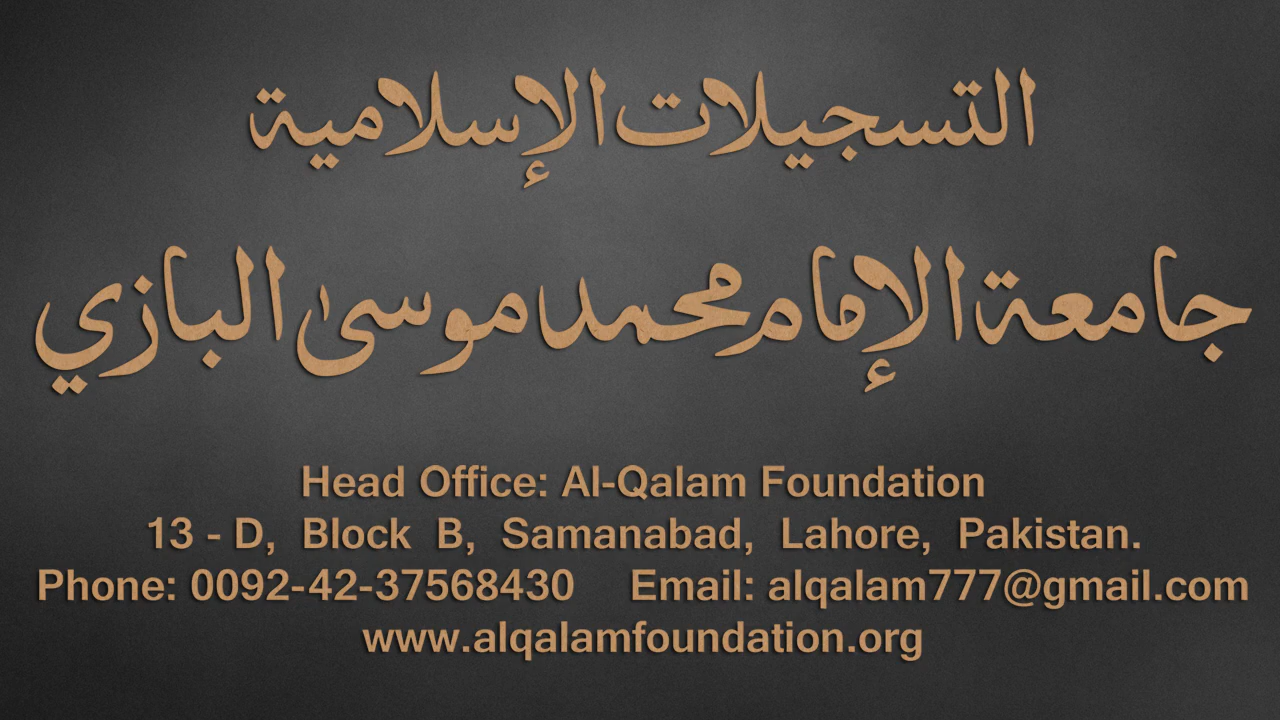 التسجيلات الإسلامية
جامعة الإمام محمد موسىٰ البازي
Head Office: Al-Qalam Foundation
13 - D, Block B, Samanabad, Lahore, Pakistan.
Phone: 0092-42-37568430 Email: alqalam777@gmail.com
www.alqalamfoundation.org